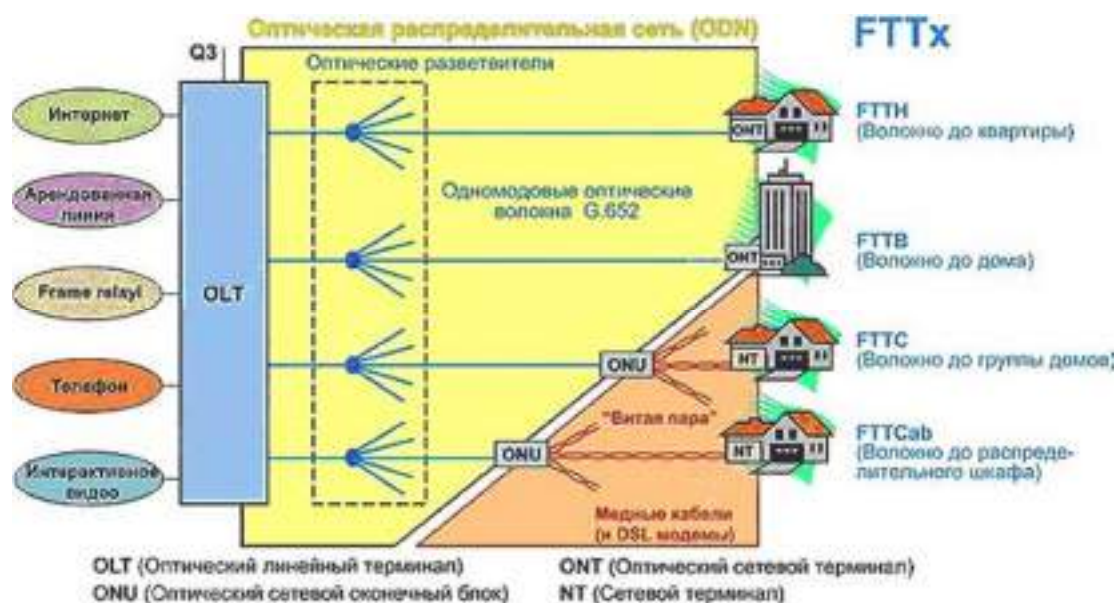 Оптическая распределительная сеть (ODN)
FTTx
Q3
Оптические разветвители
Интернет
Арендованная
линия
Frame relayl
Телефон
Интерактивное
видео
OLT
Одномодовые оптические
волокна G.652
ONT
FTTH
(Волокно до квартиры)
ONT
FTTB
(Волокно до дома)
ONU
NT
FTTC
(Волокно до группы домов)
"Витая пара"
ONU
NT
FTTCab
(Волокно до распреде-
лительного шкафа)
Медные кабели
(и DSL модемы)
OLT (Оптический линейный терминал)
ONT (Оптический сетевой терминал)
ONU (Оптический сетевой оконечный блок)
NT (Сетевой терминал)